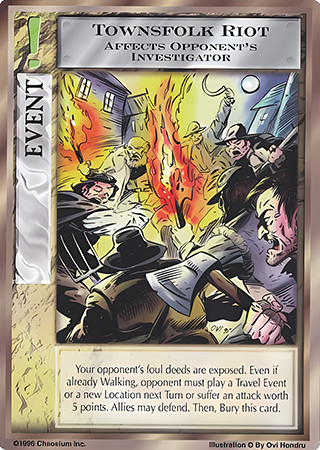 Townsfolk Riot
Affects Opponent's
Investigator
EVENT
OVI 95
Your opponent's foul deeds are exposed. Even if
already Walking, opponent must play a Travel Event
or a new Location next Turn or suffer an attack worth
5 points. Allies may defend. Then, Bury this card.
©1996 Chaosium Inc.
Illustration © By Ovi Hondru